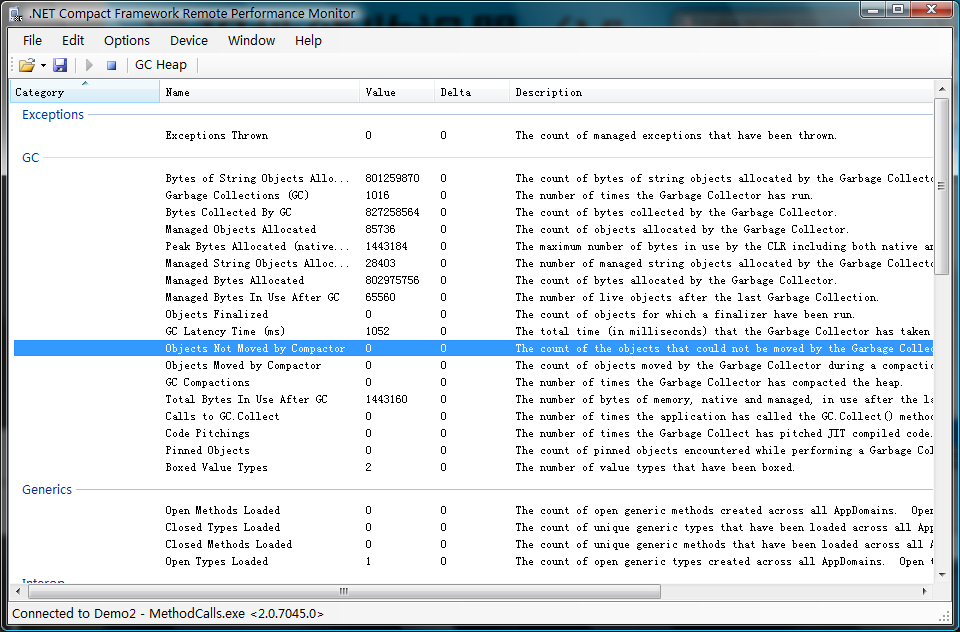 .NET Compact Framework Remote Performance Monitor
File Edit Options Device Window Help
GC Heap
Category Name Value Delta Description
Exceptions
Exceptions Thrown 0 0 The count of managed exceptions that have been thrown.
GC
Bytes of String Objects Allo... 801259870 0 The count of bytes of string objects allocated by the Garbage Collecto
Garbage Collections (GC) 1016 0 The number of times the Garbage Collector has run.
Bytes Collected By GC 827258564 0 The count of bytes collected by the Garbage Collector.
Managed Objects Allocated 85736 0 The count of objects allocated by the Garbage Collector.
Peak Bytes Allocated (native... 1443184 0 The maximum number of bytes in use by the CLR including both native an
Managed String Objects Alloc... 28403 0 The number of managed string objects allocated by the Garbage Collecto
Managed Bytes Allocated 802975756 0 The count of bytes allocated by the Garbage Collector.
Managed Bytes In Use After GC 65560 0 The number of live objects after the last Garbage Collection.
Objects Finalized 0 0 The count of objects for which a finalizer have been run.
GC Latency Time (ms) 1052 0 The total time (in milliseconds) that the Garbage Collector has taken
Objects Not Moved by Compactor 0 0 The count of the objects that could not be moved by the Garbage Collec
Objects Moved by Compactor 0 0 The count of objects moved by the Garbage Collector during a compactio
GC Compactions 0 0 The number of times the Garbage Collector has compacted the heap.
Total Bytes In Use After GC 1443160 0 The number of bytes of memory, native and managed, in use after the la
Calls to GC.Collect 0 0 The number of times the application has called the GC.Collect() metho
Code Pitchings 0 0 The number of times the Garbage Collect has pitched JIT compiled code.
Pinned Objects 0 0 The count of pinned objects encountered while performing a Garbage Col
Boxed Value Types 2 0 The number of value types that have been boxed.
Generics
Open Methods Loaded 0 0 The count of open generic methods created across all AppDomains. Open
Closed Types Loaded 0 0 The count of unique generic types that have been loaded across all App
Closed Methods Loaded 0 0 The count of unique generic methods that have been loaded across all A
Open Types Loaded 1 0 The count of open generic types created across all AppDomains. Open t
Interop
Connected to Demo2 - MethodCalls.exe <2.0.7045.0>